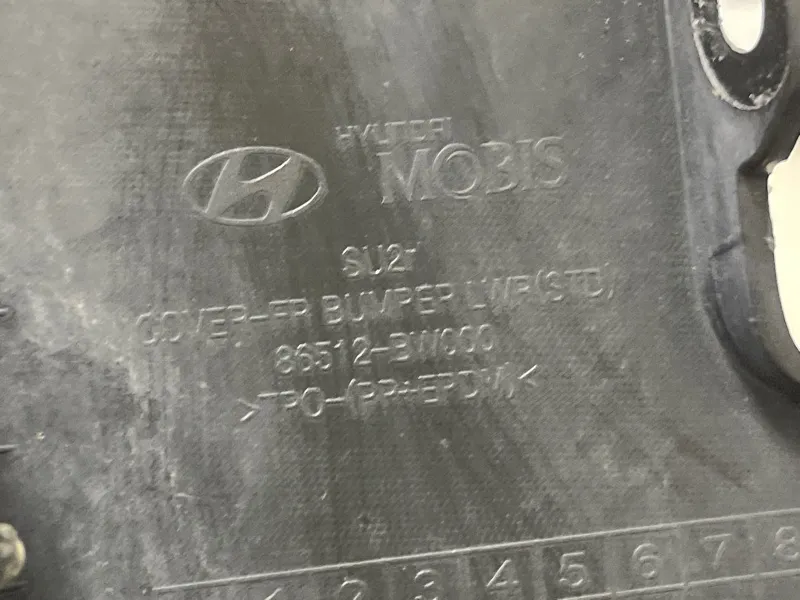 HYUNDAI
MOBIS
SU2r
COVER-FR BUMPER LWR(STD)
86512-BW000
>TPO-(PP+EPDM)<
1 2 3 4 5 6 7 8